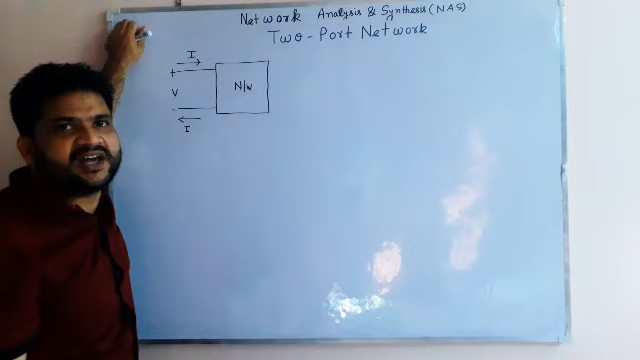 Network Analysis & Synthesis (NAS)
Two-Port Network
I
+
V
N/w
-
I